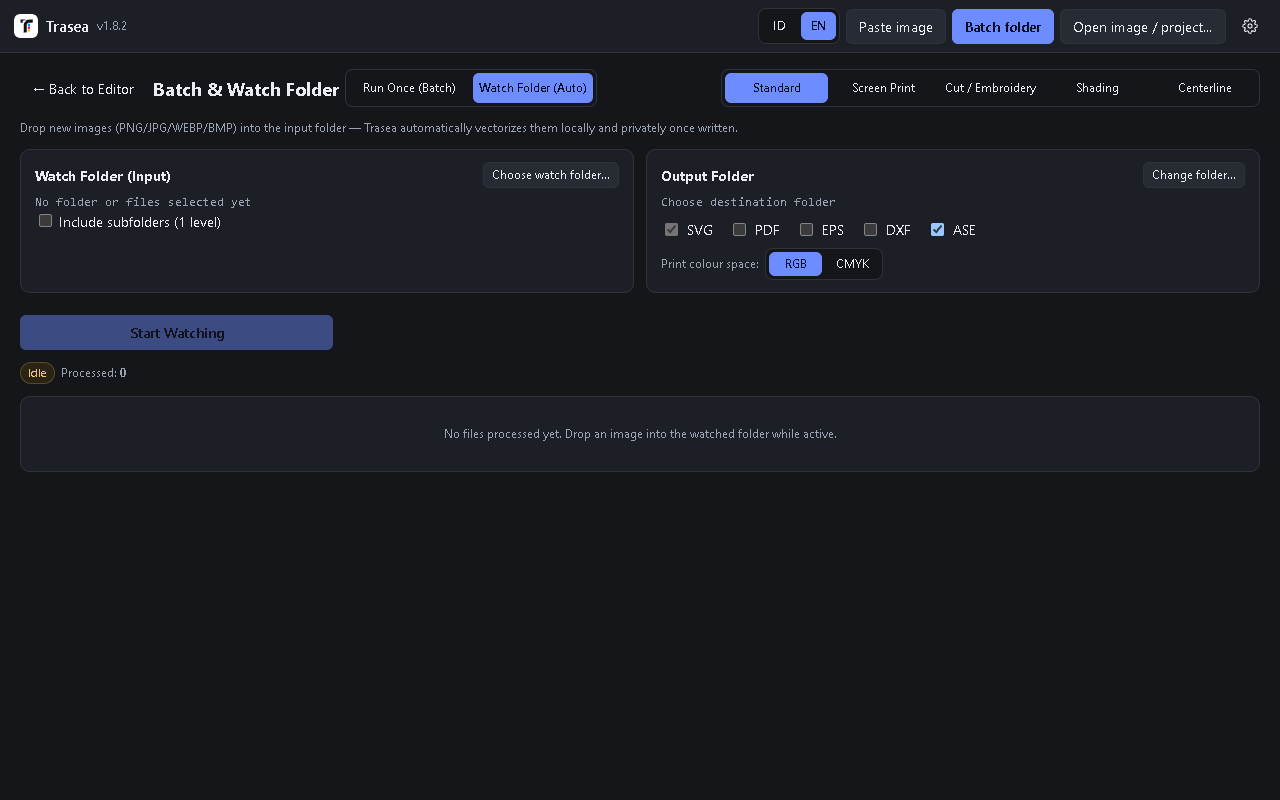 Trasea v1.8.2
ID EN Paste image Batch folder Open image / project...
← Back to Editor Batch & Watch Folder Run Once (Batch) Watch Folder (Auto) Standard Screen Print Cut / Embroidery Shading Centerline
Drop new images (PNG/JPG/WEBP/BMP) into the input folder — Trasea automatically vectorizes them locally and privately once written.
Watch Folder (Input) Choose watch folder...
No folder or files selected yet
Include subfolders (1 level)
Output Folder Change folder...
Choose destination folder
SVG PDF EPS DXF ASE
Print colour space: RGB CMYK
Start Watching
Idle Processed: 0
No files processed yet. Drop an image into the watched folder while active.